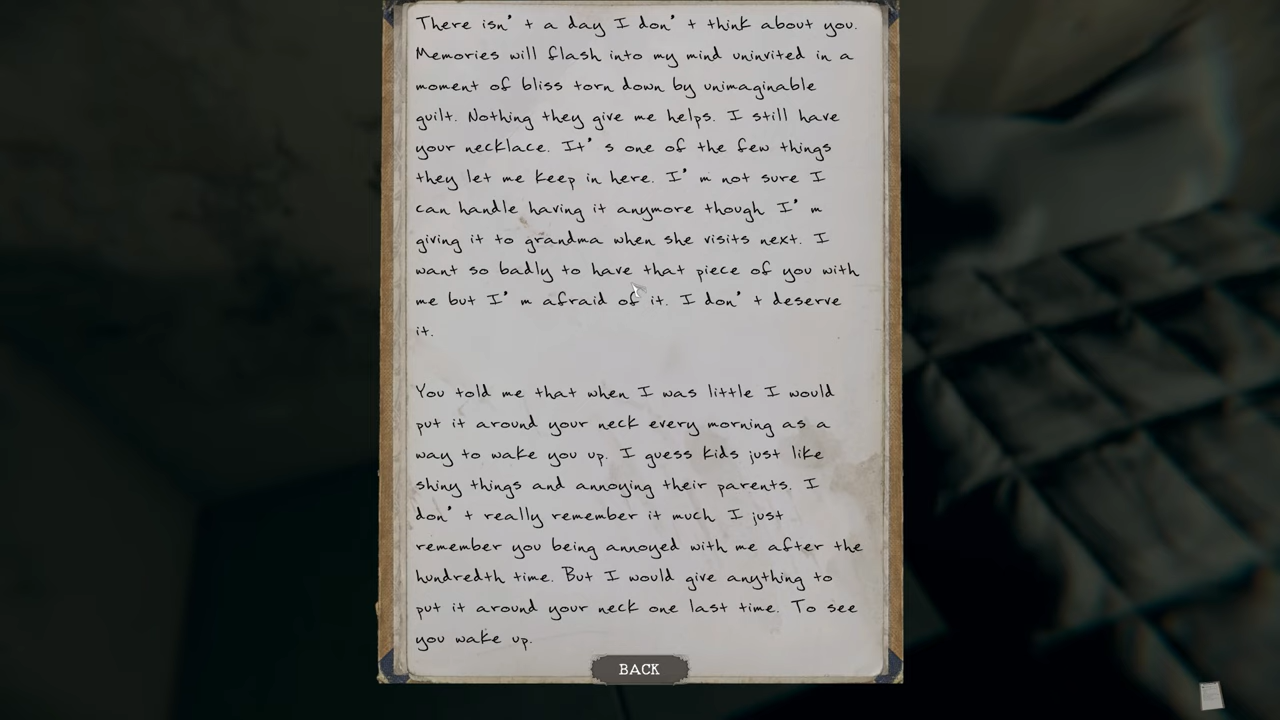 There isn' t a day I don' t think about you.
Memories will flash into my mind uninvited in a
moment of bliss torn down by unimaginable
guilt. Nothing they give me helps. I still have
your necklace. It' s one of the few things
they let me keep in here. I' m not sure I
can handle having it anymore though I' m
giving it to grandma when she visits next. I
want so badly to have that piece of you with
me but I' m afraid of it. I don' t deserve
it.
You told me that when I was little I would
put it around your neck every morning as a
way to wake you up. I guess kids just like
shiny things and annoying their parents. I
don' t really remember it much I just
remember you being annoyed with me after the
hundredth time. But I would give anything to
put it around your neck one last time. To see
you wake up.
BACK